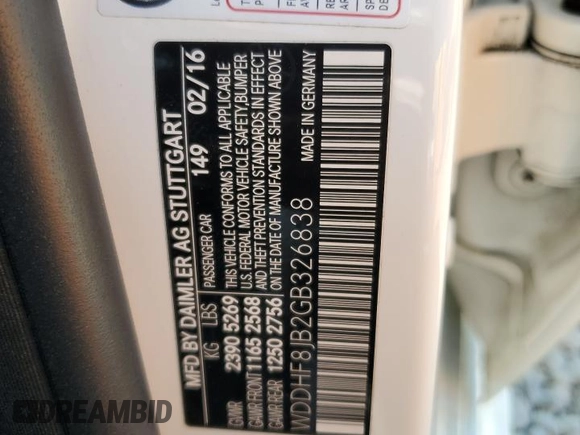 MFD BY DAIMLER AG STUTTGART
149 02/16
KG LBS PASSENGER CAR
GVWR 2390 5269
GAWR FRONT 1165 2568
GAWR REAR 1250 2756
THIS VEHICLE CONFORMS TO ALL APPLICABLE
U.S. FEDERAL MOTOR VEHICLE SAFETY, BUMPER
AND THEFT PREVENTION STANDARDS IN EFFECT
ON THE DATE OF MANUFACTURE SHOWN ABOVE
WDDHF8JB2GB326838 MADE IN GERMANY
DREAMBID